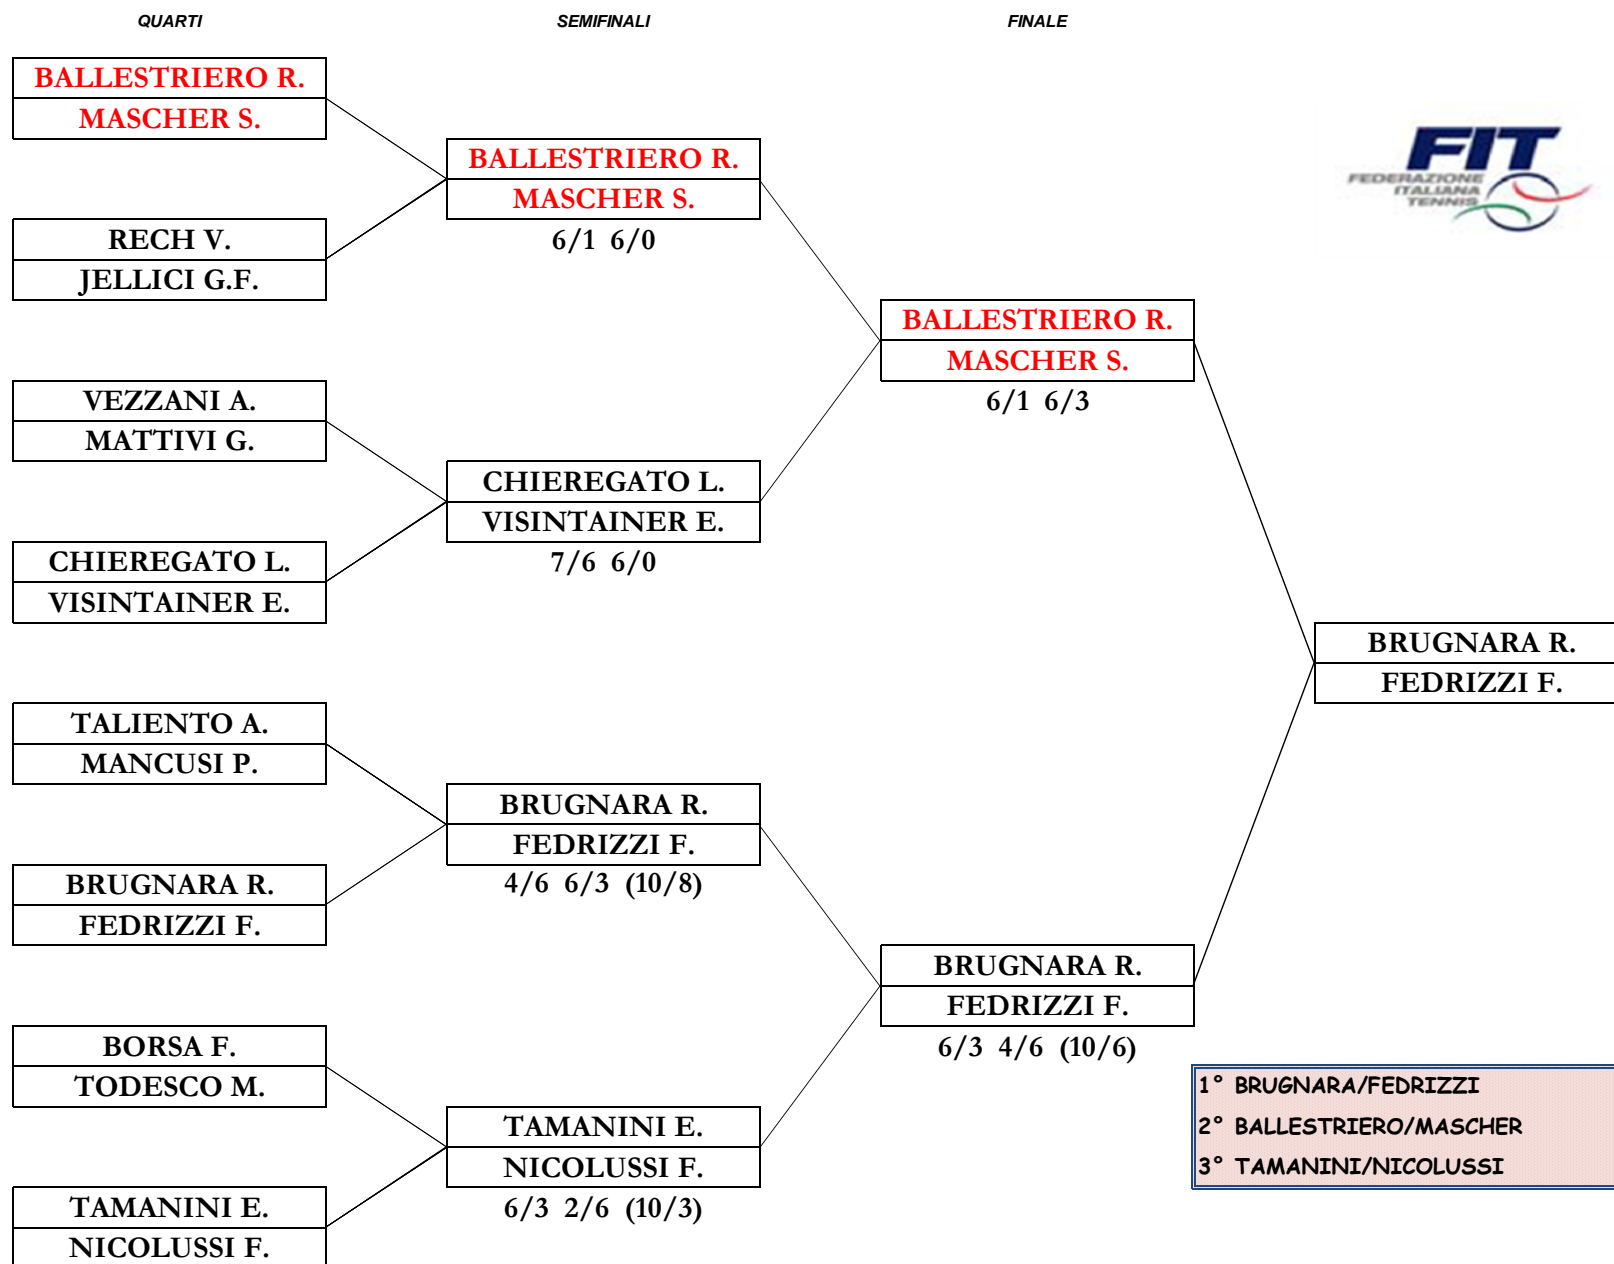 QUARTI
SEMIFINALI
FINALE
BALLESTRIERO R.
MASCHER S.
RECH V.
JELLICI G.F.
VEZZANI A.
MATTIVI G.
CHIEREGATO L.
VISINTAINER E.
TALIENTO A.
MANCUSI P.
BRUGNARA R.
FEDRIZZI F.
BORSA F.
TODESCO M.
TAMANINI E.
NICOLUSSI F.
BALLESTRIERO R.
MASCHER S.
6/1 6/0
CHIEREGATO L.
VISINTAINER E.
7/6 6/0
BRUGNARA R.
FEDRIZZI F.
4/6 6/3 (10/8)
TAMANINI E.
NICOLUSSI F.
6/3 2/6 (10/3)
BALLESTRIERO R.
MASCHER S.
6/1 6/3
BRUGNARA R.
FEDRIZZI F.
6/3 4/6 (10/6)
FIT
FEDERAZIONE
ITALIANA
TENNIS
BRUGNARA R.
FEDRIZZI F.
1° BRUGNARA/FEDRIZZI
2° BALLESTRIERO/MASCHER
3° TAMANINI/NICOLUSSI